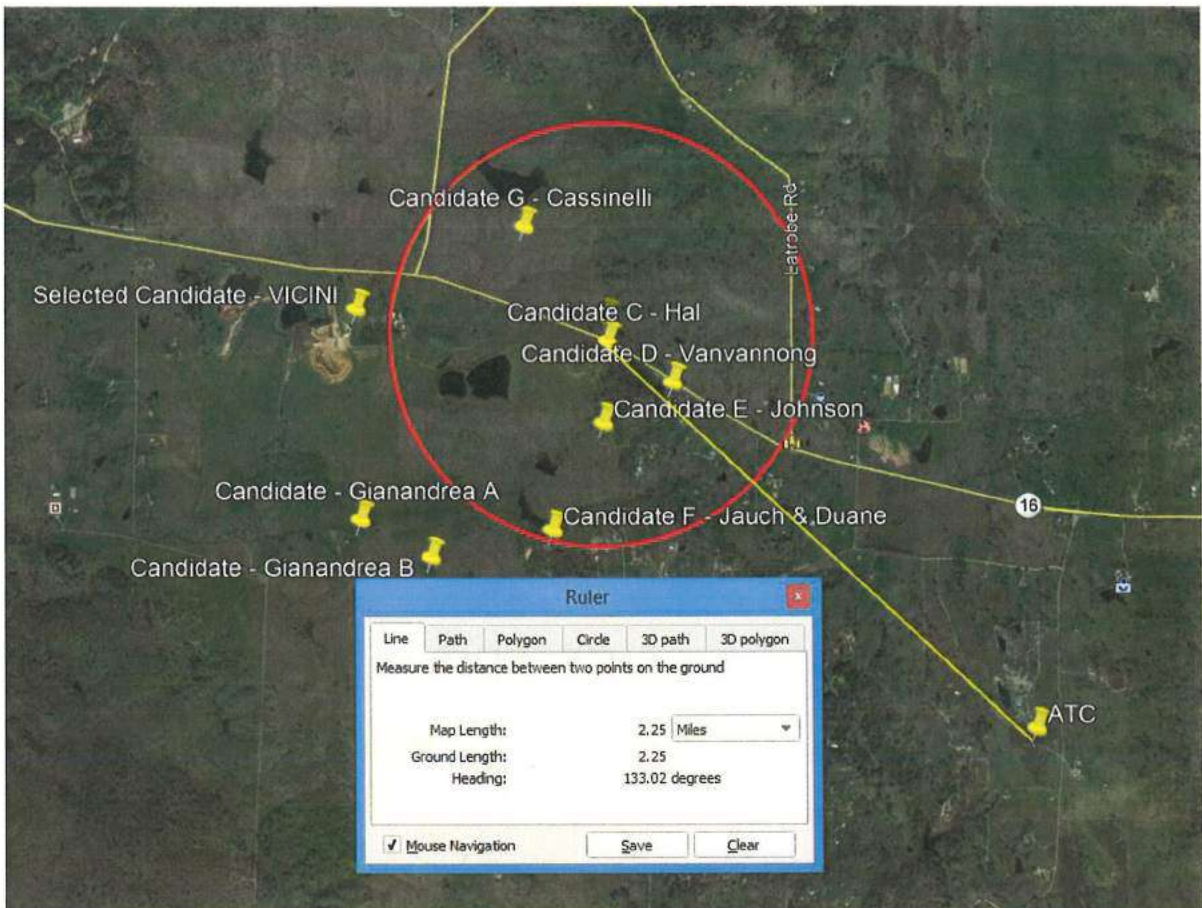 Candidate G - Cassinelli
Latrobe Rd
Selected Candidate - VICINI
Candidate C - Hal
Candidate D - Vanvannong
Candidate E - Johnson
Candidate - Gianandrea A
Candidate F - Jauch & Duane
16
Candidate - Gianandrea B
Ruler
x
Line Path Polygon Circle 3D path 3D polygon
Measure the distance between two points on the ground
Map Length: 2.25 Miles
Ground Length: 2.25
Heading: 133.02 degrees
Mouse Navigation Save Clear
ATC